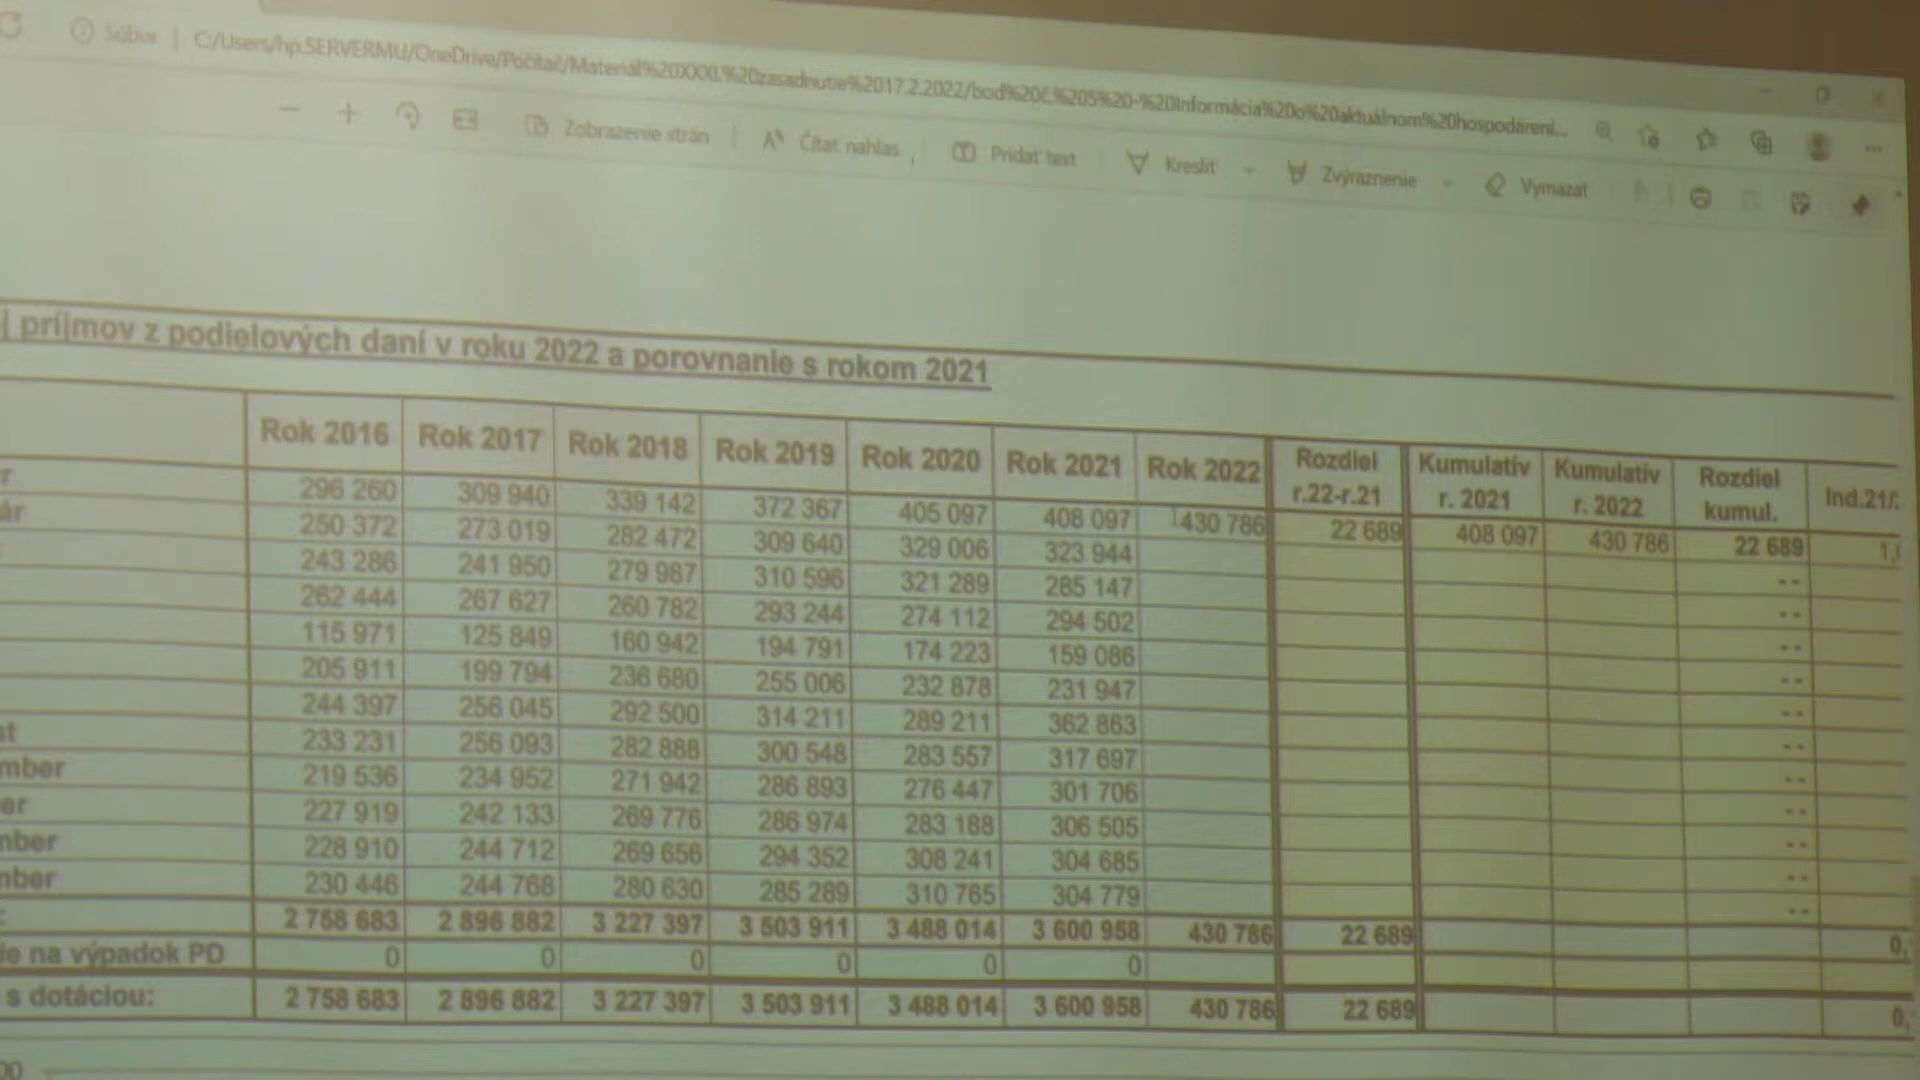 Súbor | C:/Users/hp.SERVERMU/OneDrive/Počítač/Materiál%20XXXI.%20zasadnutie%2017.2.2022/bod%20č.%205%20-%20Informácia%20o%20aktuálnom%20hospodarení...
Zobrazenie strán | Čítať nahlas | Pridať text | Kresliť Zvýraznenie Vymazať
j príjmov z podielových daní v roku 2022 a porovnanie s rokom 2021
Rok 2016 Rok 2017 Rok 2018 Rok 2019 Rok 2020 Rok 2021 Rok 2022 Rozdiel r.22-r.21 Kumulatív r. 2021 Kumulatív r. 2022 Rozdiel kumul. Ind.21/
r 296 260 309 940 339 142 372 367 405 097 408 097 430 786 22 689 408 097 430 786 22 689 1,
ár 250 372 273 019 282 472 309 640 329 006 323 944 --
243 286 241 950 279 987 310 596 321 289 285 147 --
262 444 267 627 260 782 293 244 274 112 294 502 --
115 971 125 849 160 942 194 791 174 223 159 086 --
205 911 199 794 236 680 255 006 232 878 231 947 --
244 397 256 045 292 500 314 211 289 211 362 863 --
st 233 231 256 093 282 888 300 548 283 557 317 697 --
mber 219 536 234 952 271 942 286 893 276 447 301 706 --
er 227 919 242 133 269 776 286 974 283 188 306 505 --
mber 228 910 244 712 269 656 294 352 308 241 304 685 --
mber 230 446 244 768 280 630 285 289 310 765 304 779 --
: 2 758 683 2 896 882 3 227 397 3 503 911 3 488 014 3 600 958 430 786 22 689 0,
ie na výpadok PD 0 0 0 0 0 0
s dotáciou: 2 758 683 2 896 882 3 227 397 3 503 911 3 488 014 3 600 958 430 786 22 689 0,
00